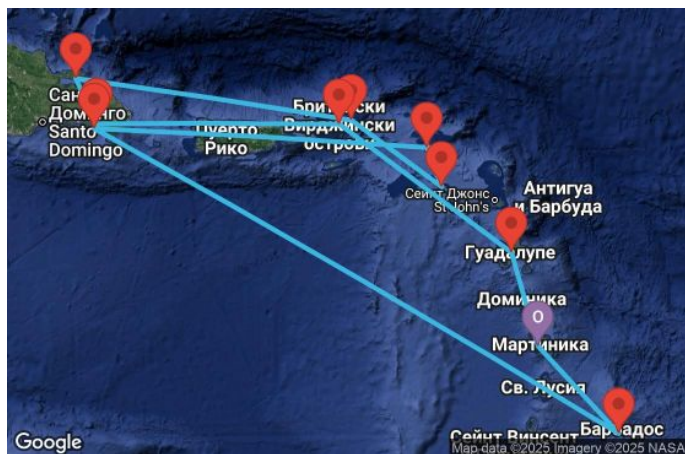 Сан
Доминго
Santo
Domingo
Пуерто
Рико
Британски
Вирджински
острови
Сейнт Джонс
St John's
Антигуа
и Барбуда
Гуаделупе
Доминика
O
Мартиника
Св. Лусия
Барбадос
Сейнт Винсент
Google
Map data ©2025 Imagery ©2025 NASA